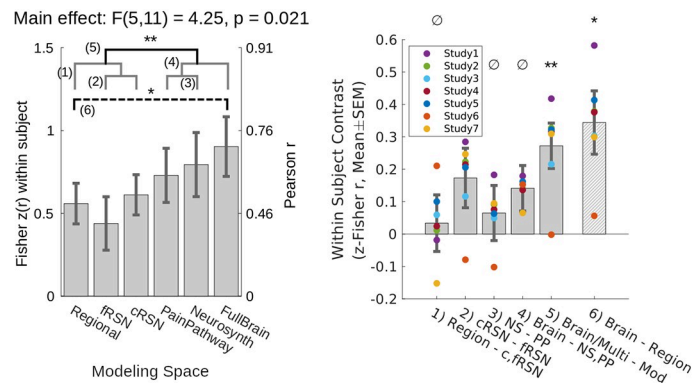 Main effect: F(5,11) = 4.25, p = 0.021
Fisher z(r) within subject
1.5
1
0.5
0
(5)
**
(1)
(2)
(4)
(3)
*
(6)
0.91
0.76
0.46
0
Pearson r
Regional
fRSN
cRSN
PainPathway
Neurosynth
FullBrain
Modeling Space
Within Subject Contrast
(z-Fisher r, Mean±SEM)
0.6
0.5
0.4
0.3
0.2
0.1
0
-0.1
-0.2
Study1
Study2
Study3
Study4
Study5
Study6
Study7
∅
∅
∅
**
*
1) Region - c,fRSN
2) cRSN - fRSN
3) NS - PP
4) Brain - NS,PP
5) Brain/Multi - Mod
6) Brain - Region